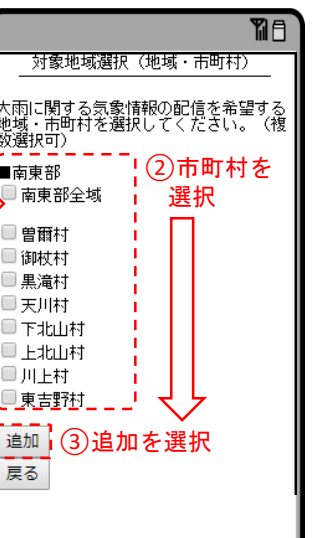 対象地域選択（地域・市町村）
大雨に関する気象情報の配信を希望する
地域・市町村を選択してください。（複
数選択可）
■南東部
南東部全域
曽爾村
御杖村
黒滝村
天川村
下北山村
上北山村
川上村
東吉野村
②市町村を
選択
追加
③追加を選択
戻る